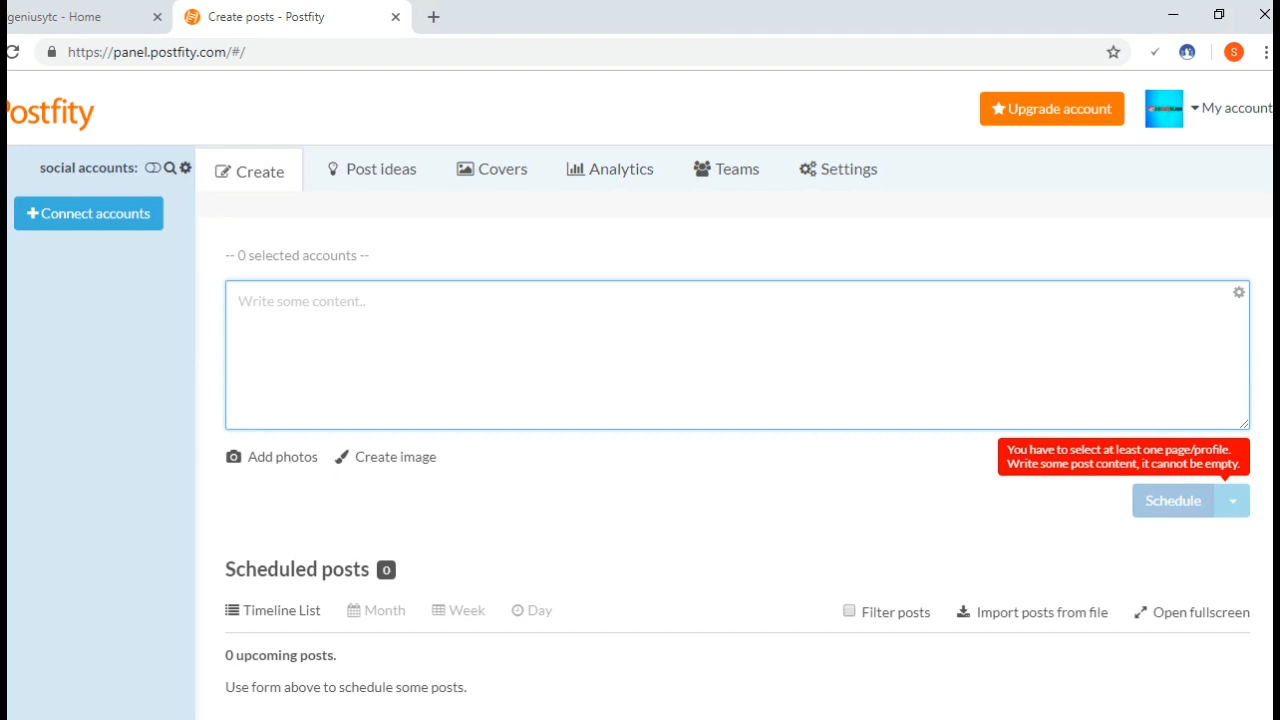 geniusytc - Home
Create posts - Postfity
https://panel.postfity.com/#/
S
Postfity
Upgrade account
My account
social accounts:
Create
Post ideas
Covers
Analytics
Teams
Settings
Connect accounts
-- 0 selected accounts --
Write some content..
Add photos
Create image
You have to select at least one page/profile.
Write some post content, it cannot be empty.
Schedule
Scheduled posts 0
Timeline List
Month
Week
Day
Filter posts
Import posts from file
Open fullscreen
0 upcoming posts.
Use form above to schedule some posts.